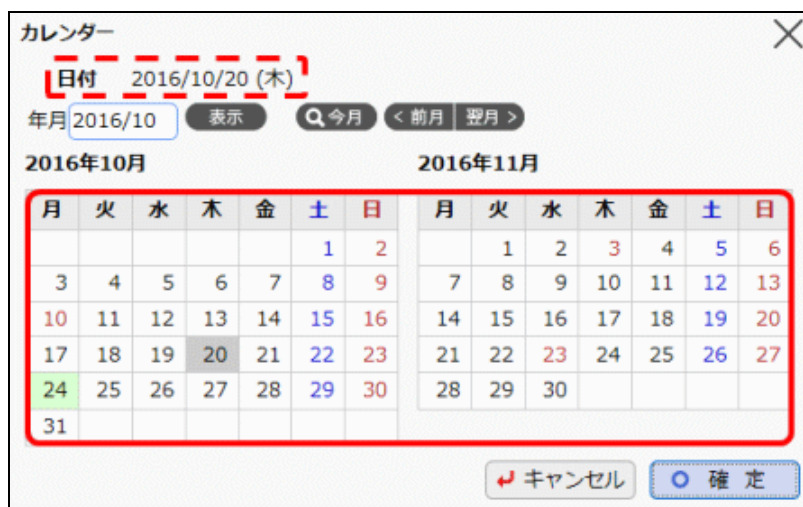 カレンダー
日付 2016/10/20 (木)
年月 2016/10 表示 今月 < 前月 翌月 >
2016年10月 2016年11月
月 火 水 木 金 土 日 月 火 水 木 金 土 日
1 2 1 2 3 4 5 6
3 4 5 6 7 8 9 7 8 9 10 11 12 13
10 11 12 13 14 15 16 14 15 16 17 18 19 20
17 18 19 20 21 22 23 21 22 23 24 25 26 27
24 25 26 27 28 29 30 28 29 30
31
キャンセル 確 定